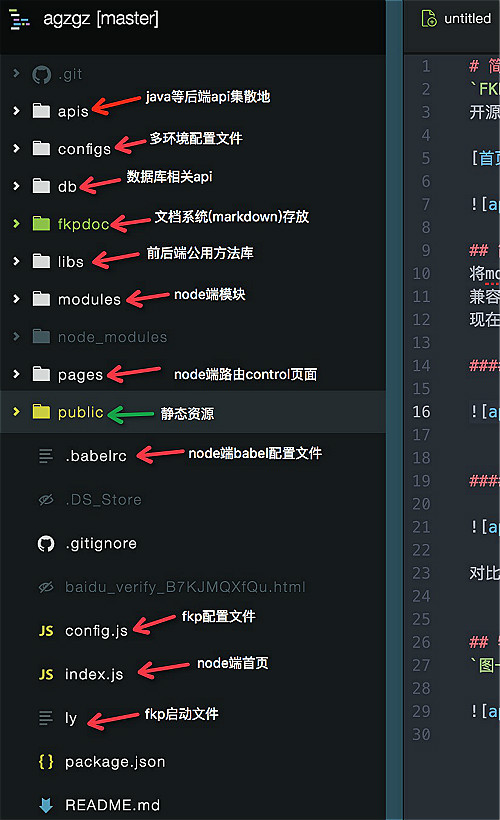 agzgz [master]
untitled
.git
apis
java等后端api集散地
configs
多环境配置文件
db
数据库相关api
fkpdoc
文档系统(markdown)存放
libs
前后端公用方法库
modules
node端模块
node_modules
pages
node端路由control页面
public
静态资源
.babelrc
node端babel配置文件
.DS_Store
.gitignore
baidu_verify_B7KJMQXfQu.html
JS config.js
fkp配置文件
JS index.js
node端首页
ly
fkp启动文件
{} package.json
README.md
1 # 简
2 `FK
3 开源
4
5 [首页
6
7 ![a
8
9 ##
10 将mo
11 兼容
12 现在
13
14 ####
15
16 ![a
17
18
19 ####
20
21 ![a
22
23 对比
24
25
26 ##
27 `图一
28
29 ![a
30